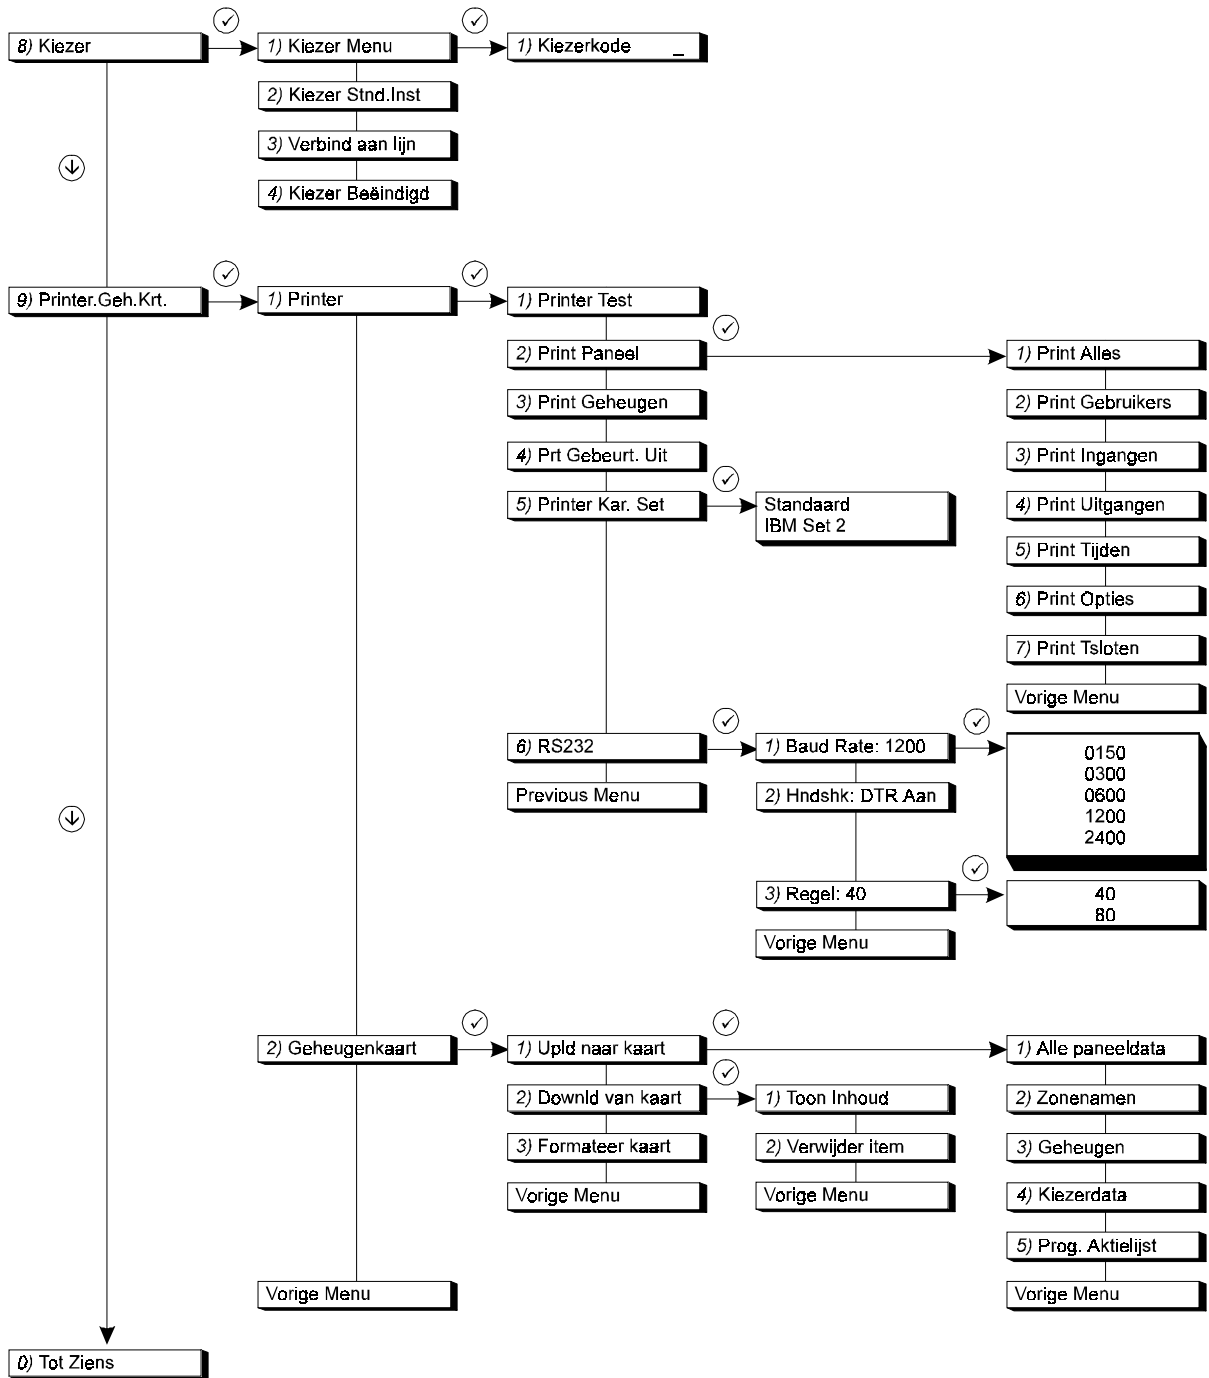 8) Kiezer
1) Kiezer Menu
1) Kiezerkode _
2) Kiezer Stnd.Inst
3) Verbind aan lijn
4) Kiezer Beëindigd
9) Printer.Geh.Krt.
1) Printer
1) Printer Test
2) Print Paneel
3) Print Geheugen
4) Prt Gebeurt. Uit
5) Printer Kar. Set
Standaard
IBM Set 2
1) Print Alles
2) Print Gebruikers
3) Print Ingangen
4) Print Uitgangen
5) Print Tijden
6) Print Opties
7) Print Tsloten
Vorige Menu
6) RS232
Previous Menu
1) Baud Rate: 1200
2) Hndshk: DTR Aan
3) Regel: 40
Vorige Menu
0150
0300
0600
1200
2400
40
80
2) Geheugenkaart
1) Upld naar kaart
2) Downld van kaart
3) Formateer kaart
Vorige Menu
1) Toon Inhoud
2) Verwijder item
Vorige Menu
1) Alle paneeldata
2) Zonenamen
3) Geheugen
4) Kiezerdata
5) Prog. Aktielijst
Vorige Menu
Vorige Menu
0) Tot Ziens